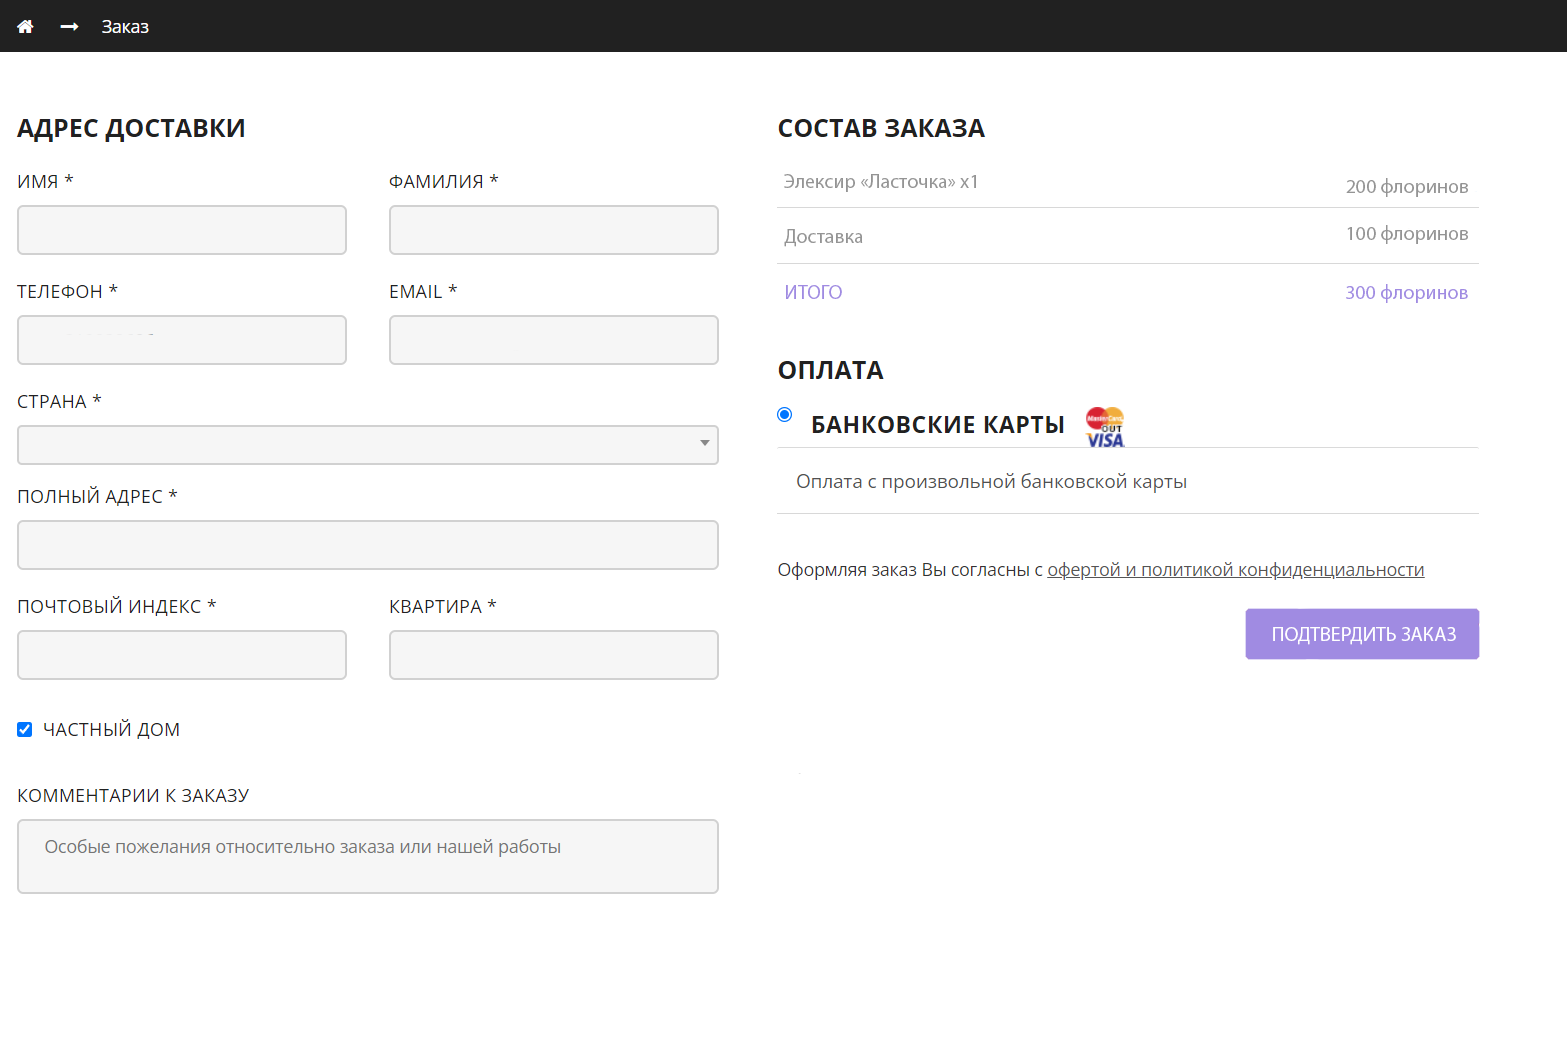 Заказ
АДРЕС ДОСТАВКИ
ИМЯ *
ФАМИЛИЯ *
ТЕЛЕФОН *
EMAIL *
СТРАНА *
ПОЛНЫЙ АДРЕС *
ПОЧТОВЫЙ ИНДЕКС *
КВАРТИРА *
ЧАСТНЫЙ ДОМ
КОММЕНТАРИИ К ЗАКАЗУ
Особые пожелания относительно заказа или нашей работы
СОСТАВ ЗАКАЗА
Элексир «Ласточка» x1
200 флоринов
Доставка
100 флоринов
ИТОГО
300 флоринов
ОПЛАТА
БАНКОВСКИЕ КАРТЫ
MasterCard
OUT
VISA
Оплата с произвольной банковской карты
Оформляя заказ Вы согласны с офертой и политикой конфиденциальности
ПОДТВЕРДИТЬ ЗАКАЗ